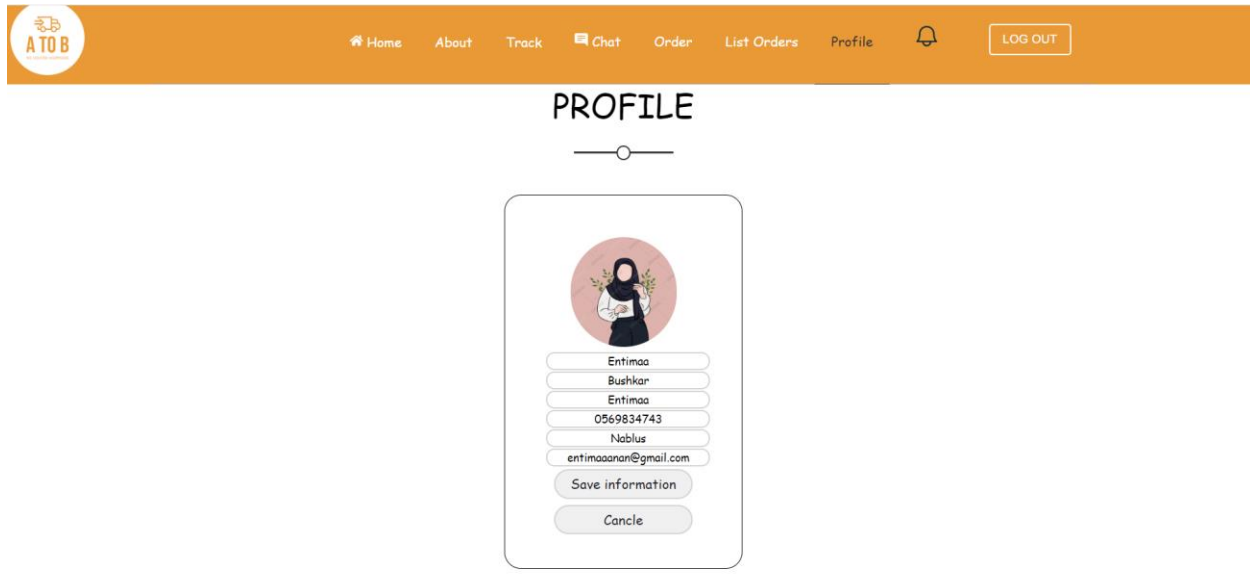 A TO B
Home About Track Chat Order List Orders Profile LOG OUT
PROFILE
Entimaa
Bushkar
Entimaa
0569834743
Nablus
entimaaanan@gmail.com
Save information
Cancle